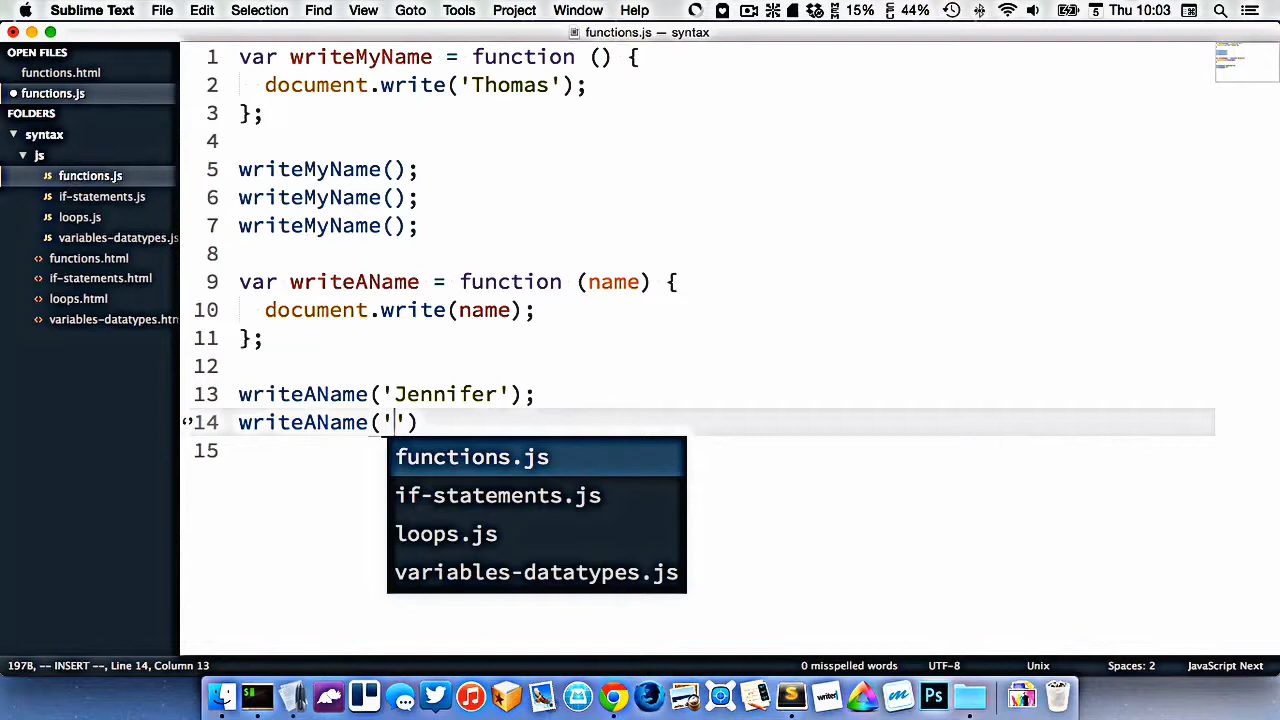 Sublime Text File Edit Selection Find View Goto Tools Project Window Help 15% 44% 5 Thu 10:03
functions.js — syntax
OPEN FILES
functions.html
functions.js
FOLDERS
syntax
js
functions.js
if-statements.js
loops.js
variables-datatypes.js
functions.html
if-statements.html
loops.html
variables-datatypes.htm
1 var writeMyName = function () {
2 document.write('Thomas');
3 };
4
5 writeMyName();
6 writeMyName();
7 writeMyName();
8
9 var writeAName = function (name) {
10 document.write(name);
11 };
12
13 writeAName('Jennifer');
14 writeAName('')
15
functions.js
if-statements.js
loops.js
variables-datatypes.js
197B, -- INSERT --, Line 14, Column 13 0 misspelled words UTF-8 Unix Spaces: 2 JavaScript Next
writer Ps